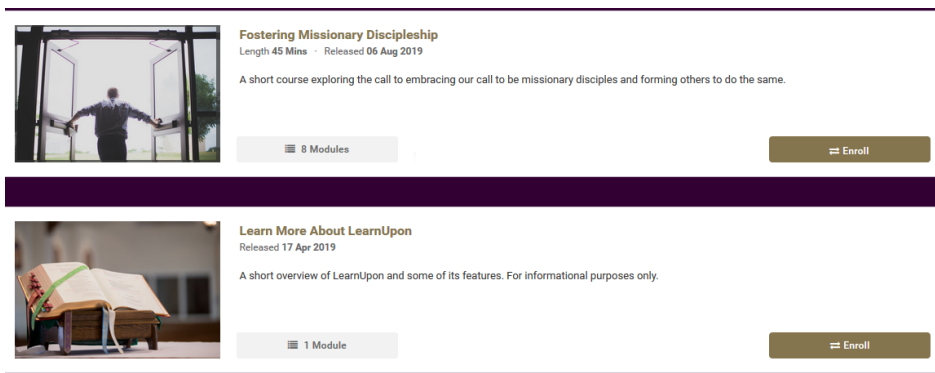 Fostering Missionary Discipleship
Length 45 Mins · Released 06 Aug 2019
A short course exploring the call to embracing our call to be missionary disciples and forming others to do the same.
8 Modules
Enroll
Learn More About LearnUpon
Released 17 Apr 2019
A short overview of LearnUpon and some of its features. For informational purposes only.
1 Module
Enroll